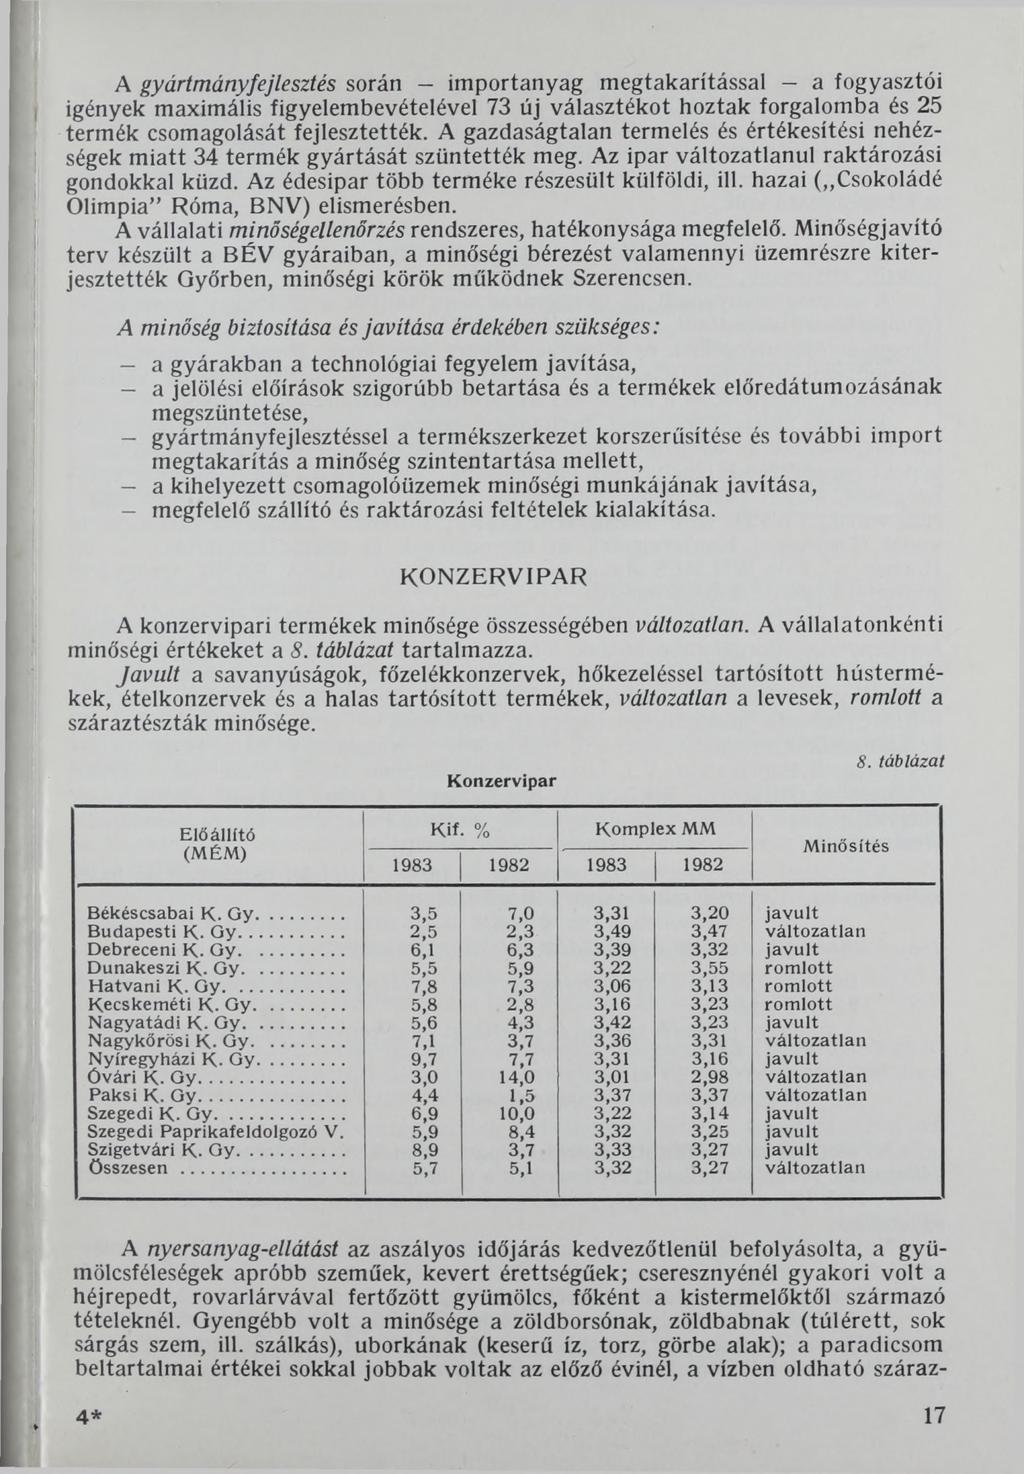 A gyártmányfejlesztés során — importanyag megtakarítással — a fogyasztói
igények maximális figyelembevételével 73 új választékot hoztak forgalomba és 25
termék csomagolását fejlesztették. A gazdaságtalan termelés és értékesítési nehéz-
ségek miatt 34 termék gyártását szüntették meg. Az ipar változatlanul raktározási
gondokkal küzd. Az édesipar több terméke részesült külföldi, ill. hazai („Csokoládé
Olimpia” Róma, BNV) elismerésben.
A vállalati minőségellenőrzés rendszeres, hatékonysága megfelelő. Minőségjavító
terv készült a BÉV gyáraiban, a minőségi bérezést valamennyi üzemrészre kiter-
jesztették Győrben, minőségi körök működnek Szerencsen.
A minőség biztosítása és javítása érdekében szükséges:
— a gyárakban a technológiai fegyelem javítása,
— a jelölési előírások szigorúbb betartása és a termékek előredátumozásának
megszüntetése,
— gyártmányfejlesztéssel a termékszerkezet korszerűsítése és további import
megtakarítás a minőség szintentartása mellett,
— a kihelyezett csomagolóüzemek minőségi munkájának javítása,
— megfelelő szállító és raktározási feltételek kialakítása.
KONZERVIPAR
A konzervipari termékek minősége összességében változatlan. A vállalatonkénti
minőségi értékeket a 8. táblázat tartalmazza.
Javult a savanyúságok, főzelékkonzervek, hőkezeléssel tartósított hústermé-
kek, ételkonzervek és a halas tartósított termékek, változatlan a levesek, romlott a
száraztészták minősége.
8. táblázat
Konzervipar
Előállító (MÉM) Kif. % Komplex MM Minősítés
1983 1982 1983 1982
Békéscsabai K. Gy. ........ 3,5 7,0 3,31 3,20 javult
Budapesti K. Gy. .......... 2,5 2,3 3,49 3,47 változatlan
Debreceni K. Gy. ......... 6,1 6,3 3,39 3,32 javult
Dunakeszi K. Gy. ......... 5,5 5,9 3,22 3,55 romlott
Hatvani K. Gy. ........... 7,8 7,3 3,06 3,13 romlott
Kecskeméti K. Gy. ........ 5,8 2,8 3,16 3,23 romlott
Nagyatádi K. Gy. ......... 5,6 4,3 3,42 3,23 javult
Nagykőrösi K. Gy. ........ 7,1 3,7 3,36 3,31 változatlan
Nyíregyházi K. Gy. ........ 9,7 7,7 3,31 3,16 javult
Óvári K. Gy. ............. 3,0 14,0 3,01 2,98 változatlan
Paksi K. Gy. ............. 4,4 1,5 3,37 3,37 változatlan
Szegedi K. Gy. ............ 6,9 10,0 3,22 3,14 javult
Szegedi Paprikafeldolgozó V. 5,9 8,4 3,32 3,25 javult
Szigetvári K. Gy. .......... 8,9 3,7 3,33 3,27 javult
Összesen ................ 5,7 5,1 3,32 3,27 változatlan
A nyersanyag-ellátást az aszályos időjárás kedvezőtlenül befolyásolta, a gyü-
mölcsféleségek apróbb szeműek, kevert érettségűek; cseresznyénél gyakori volt a
héjrepedt, rovarlárvával fertőzött gyümölcs, főként a kistermelőktől származó
tételeknél. Gyengébb volt a minősége a zöldborsónak, zöldbabnak (túlérett, sok
sárgás szem, ill. szálkás), uborkának (keserű íz, torz, görbe alak); a paradicsom
beltartalmai értékei sokkal jobbak voltak az előző évinél, a vízben oldható száraz-
4* 17